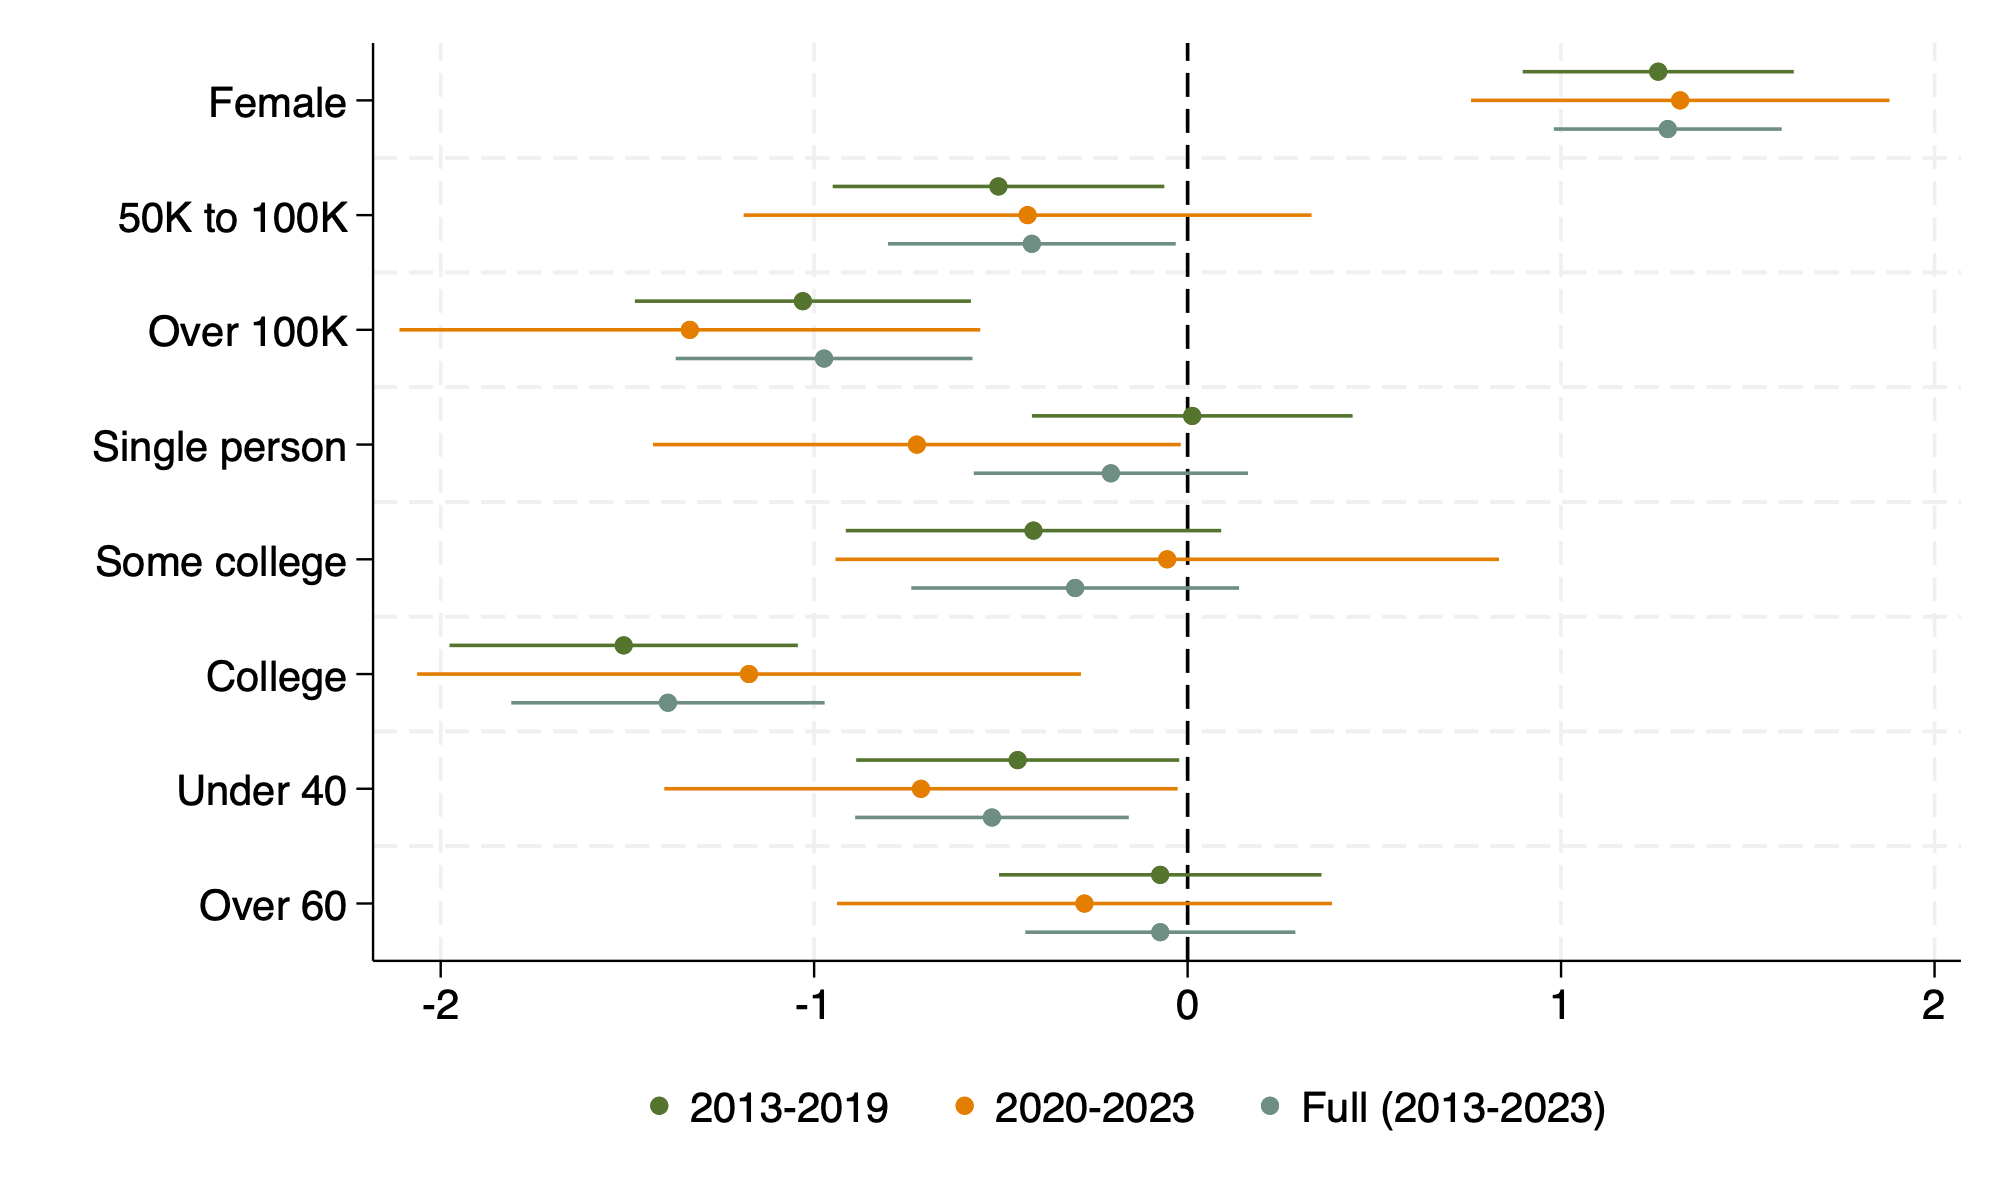 Female
50K to 100K
Over 100K
Single person
Some college
College
Under 40
Over 60
-2 -1 0 1 2
2013-2019 2020-2023 Full (2013-2023)